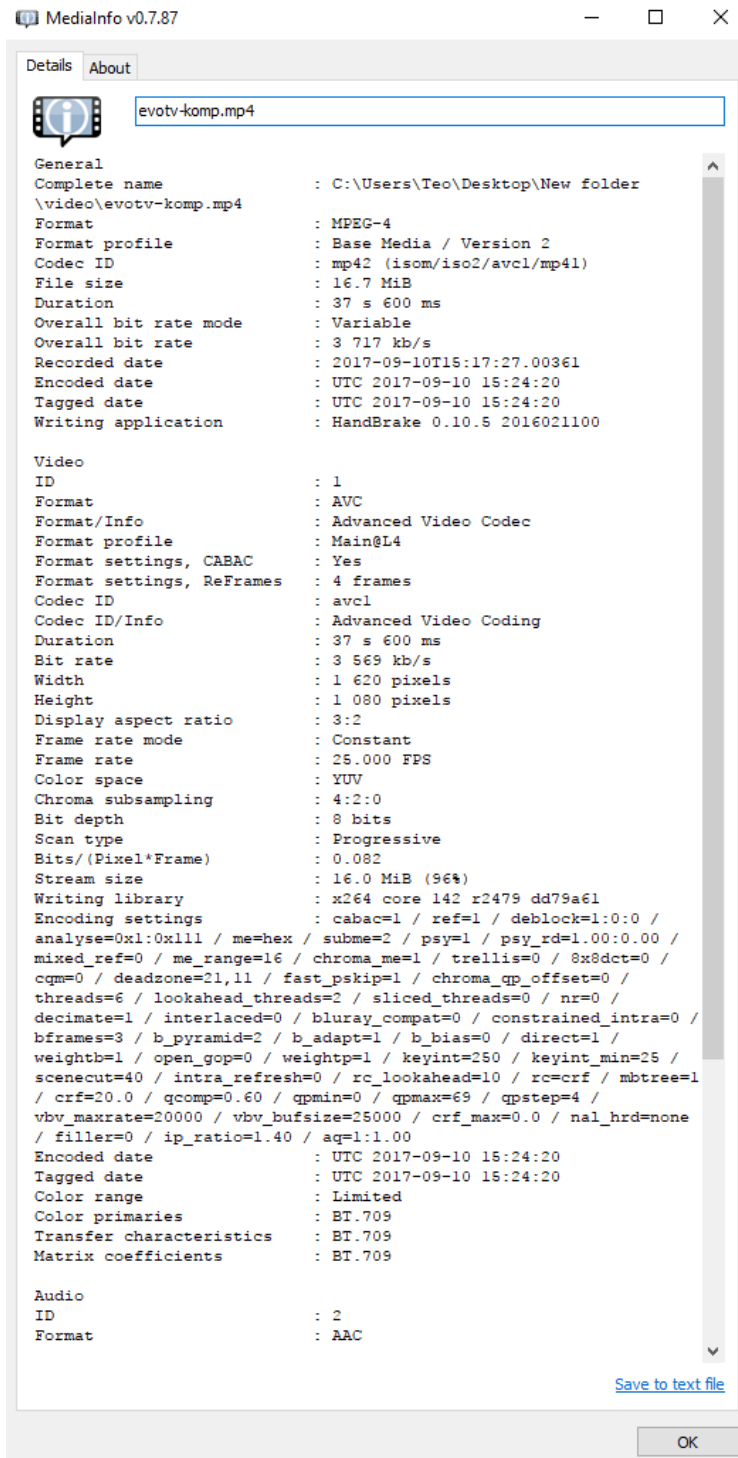 MediaInfo v0.7.87
Details About
evotv-komp.mp4
General
Complete name : C:\Users\Teo\Desktop\New folder
\video\evotv-komp.mp4
Format : MPEG-4
Format profile : Base Media / Version 2
Codec ID : mp42 (isom/iso2/avc1/mp41)
File size : 16.7 MiB
Duration : 37 s 600 ms
Overall bit rate mode : Variable
Overall bit rate : 3 717 kb/s
Recorded date : 2017-09-10T15:17:27.00361
Encoded date : UTC 2017-09-10 15:24:20
Tagged date : UTC 2017-09-10 15:24:20
Writing application : HandBrake 0.10.5 2016021100
Video
ID : 1
Format : AVC
Format/Info : Advanced Video Codec
Format profile : Main@L4
Format settings, CABAC : Yes
Format settings, ReFrames : 4 frames
Codec ID : avc1
Codec ID/Info : Advanced Video Coding
Duration : 37 s 600 ms
Bit rate : 3 569 kb/s
Width : 1 620 pixels
Height : 1 080 pixels
Display aspect ratio : 3:2
Frame rate mode : Constant
Frame rate : 25.000 FPS
Color space : YUV
Chroma subsampling : 4:2:0
Bit depth : 8 bits
Scan type : Progressive
Bits/(Pixel*Frame) : 0.082
Stream size : 16.0 MiB (96%)
Writing library : x264 core 142 r2479 dd79a61
Encoding settings : cabac=1 / ref=1 / deblock=1:0:0 /
analyse=0x1:0x111 / me=hex / subme=2 / psy=1 / psy_rd=1.00:0.00 /
mixed_ref=0 / me_range=16 / chroma_me=1 / trellis=0 / 8x8dct=0 /
cqm=0 / deadzone=21,11 / fast_pskip=1 / chroma_qp_offset=0 /
threads=6 / lookahead_threads=2 / sliced_threads=0 / nr=0 /
decimate=1 / interlaced=0 / bluray_compat=0 / constrained_intra=0 /
bframes=3 / b_pyramid=2 / b_adapt=1 / b_bias=0 / direct=1 /
weightb=1 / open_gop=0 / weightp=1 / keyint=250 / keyint_min=25 /
scenecut=40 / intra_refresh=0 / rc_lookahead=10 / rc=crf / mbtree=1
/ crf=20.0 / qcomp=0.60 / qpmin=0 / qpmax=69 / qpstep=4 /
vbv_maxrate=20000 / vbv_bufsize=25000 / crf_max=0.0 / nal_hrd=none
/ filler=0 / ip_ratio=1.40 / aq=1:1.00
Encoded date : UTC 2017-09-10 15:24:20
Tagged date : UTC 2017-09-10 15:24:20
Color range : Limited
Color primaries : BT.709
Transfer characteristics : BT.709
Matrix coefficients : BT.709
Audio
ID : 2
Format : AAC
Save to text file
OK